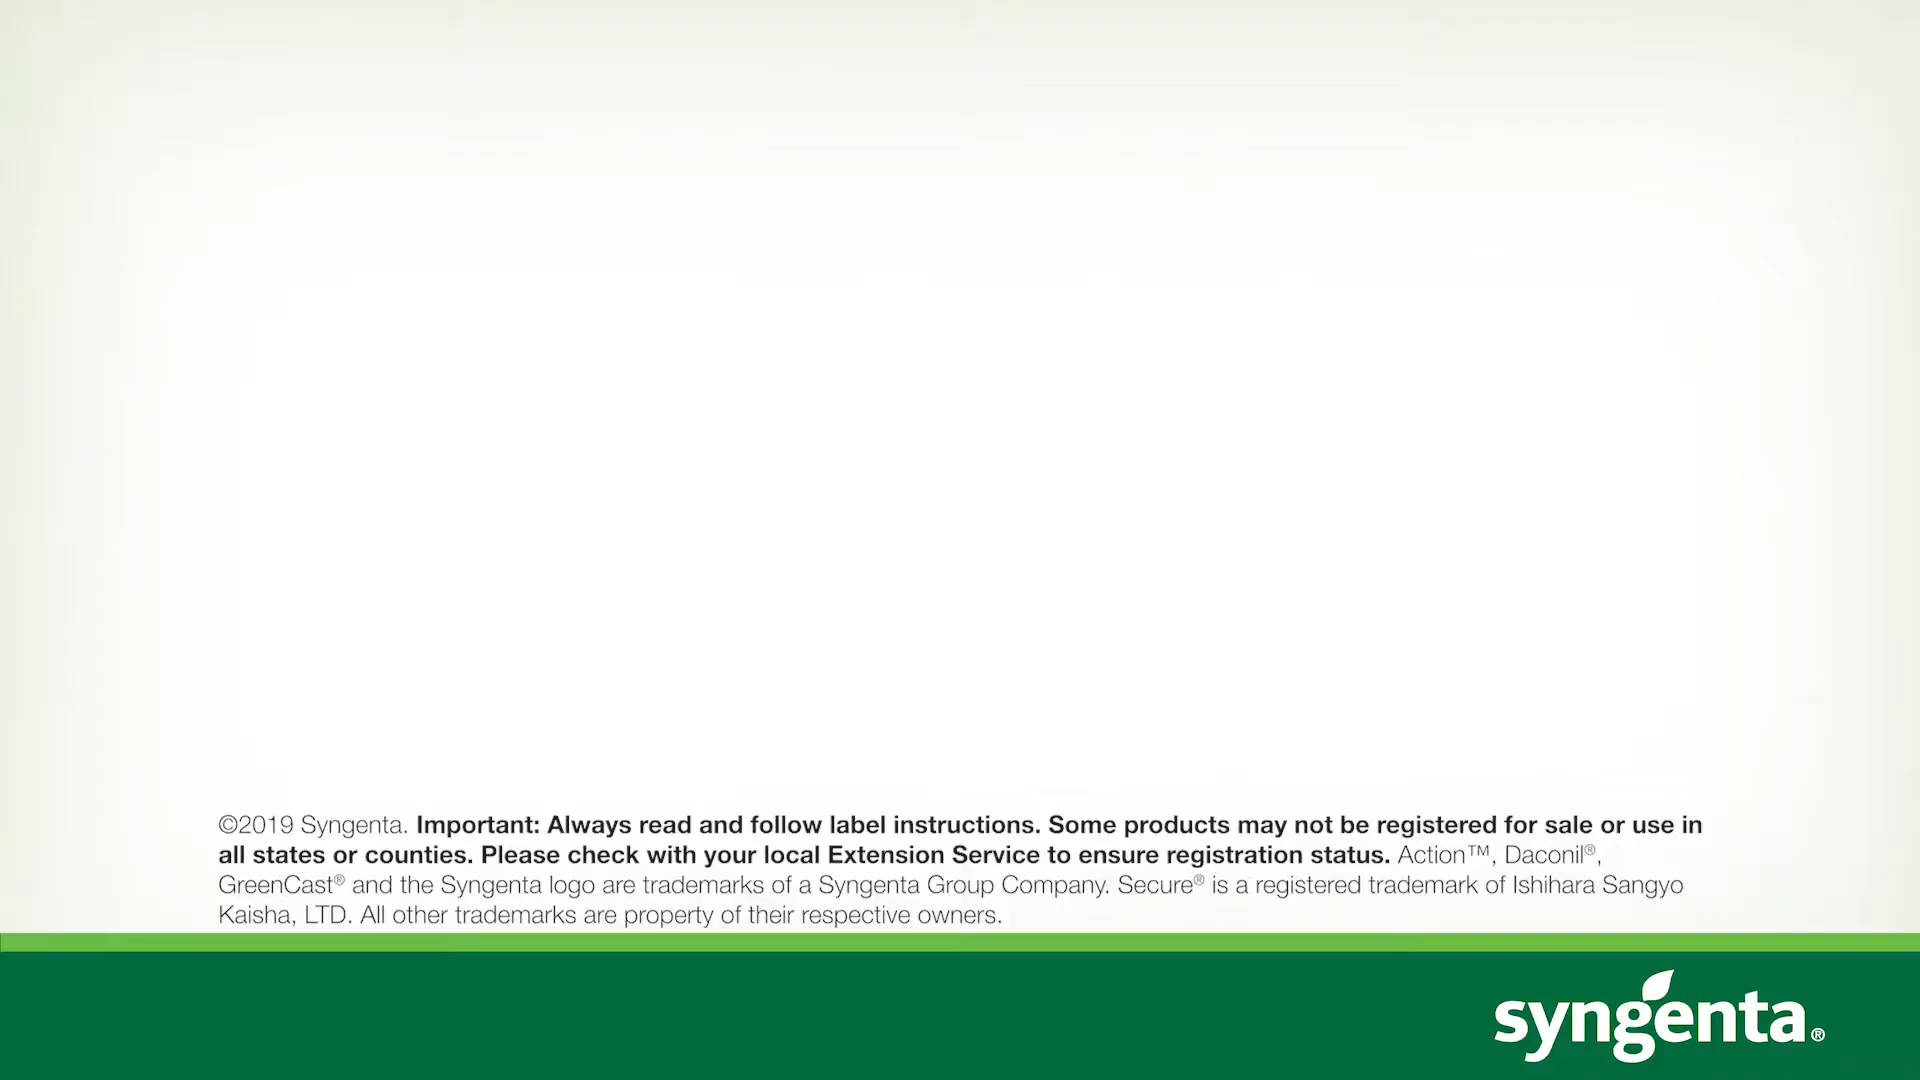 ©2019 Syngenta. Important: Always read and follow label instructions. Some products may not be registered for sale or use in
all states or counties. Please check with your local Extension Service to ensure registration status. Action™, Daconil®,
GreenCast® and the Syngenta logo are trademarks of a Syngenta Group Company. Secure® is a registered trademark of Ishihara Sangyo
Kaisha, LTD. All other trademarks are property of their respective owners.
syngenta®